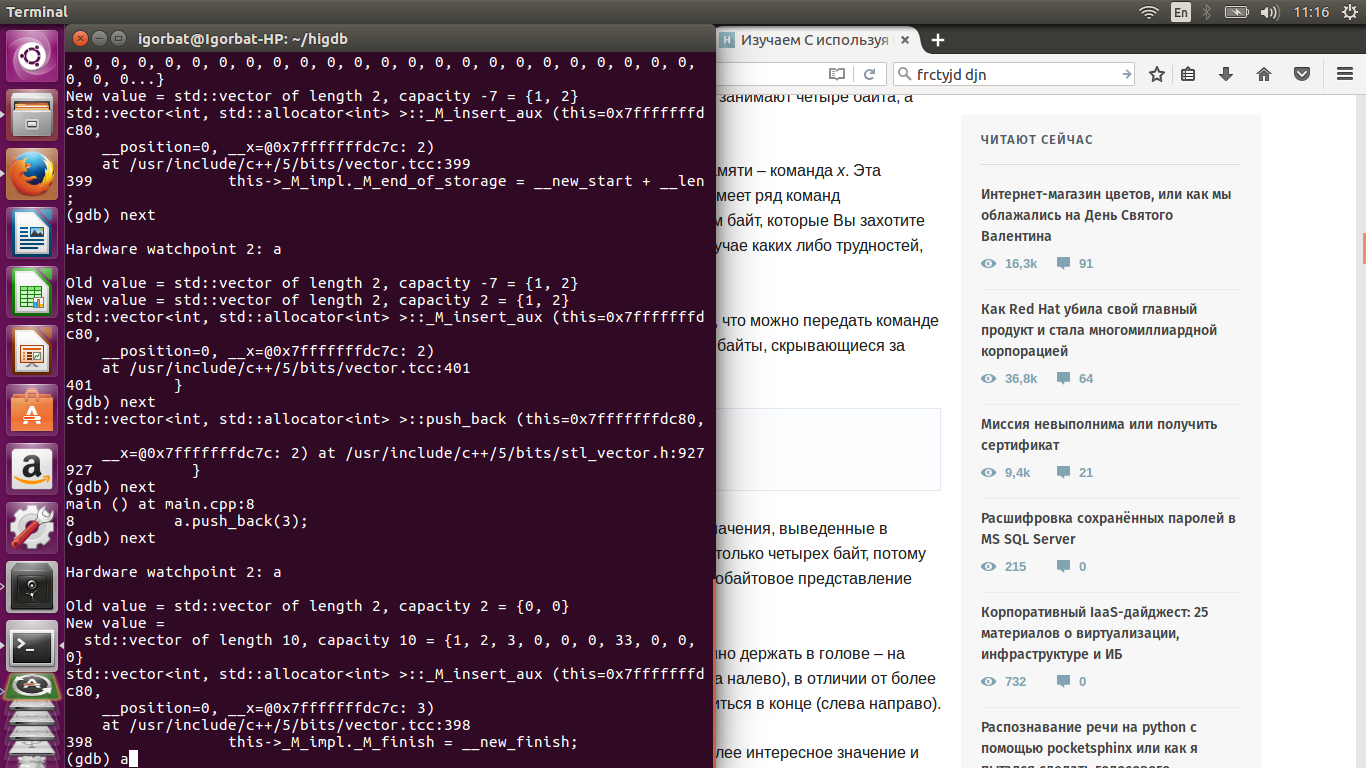 Terminal
En
11:16
igorbat@Igorbat-HP: ~/higdb
, 0, 0, 0, 0, 0, 0, 0, 0, 0, 0, 0, 0, 0, 0, 0, 0, 0, 0, 0, 0, 0, 0, 0,
0, 0, 0...}
New value = std::vector of length 2, capacity -7 = {1, 2}
std::vector<int, std::allocator<int> >::_M_insert_aux (this=0x7fffffffd
c80,
    __position=0, __x=@0x7fffffffdc7c: 2)
    at /usr/include/c++/5/bits/vector.tcc:399
399               this->_M_impl._M_end_of_storage = __new_start + __len
;
(gdb) next
Hardware watchpoint 2: a
Old value = std::vector of length 2, capacity -7 = {1, 2}
New value = std::vector of length 2, capacity 2 = {1, 2}
std::vector<int, std::allocator<int> >::_M_insert_aux (this=0x7fffffffd
c80,
    __position=0, __x=@0x7fffffffdc7c: 2)
    at /usr/include/c++/5/bits/vector.tcc:401
401         }
(gdb) next
std::vector<int, std::allocator<int> >::push_back (this=0x7fffffffdc80,
    __x=@0x7fffffffdc7c: 2) at /usr/include/c++/5/bits/stl_vector.h:927
927           }
(gdb) next
main () at main.cpp:8
8           a.push_back(3);
(gdb) next
Hardware watchpoint 2: a
Old value = std::vector of length 2, capacity 2 = {0, 0}
New value =
  std::vector of length 10, capacity 10 = {1, 2, 3, 0, 0, 0, 33, 0, 0,
0}
std::vector<int, std::allocator<int> >::_M_insert_aux (this=0x7fffffffd
c80,
    __position=0, __x=@0x7fffffffdc7c: 3)
    at /usr/include/c++/5/bits/vector.tcc:398
398               this->_M_impl._M_finish = __new_finish;
(gdb) a
H Изучаем C используя
frctyjd djn
занимают четыре байта, а
мяти – команда x. Эта
меет ряд команд
м байт, которые Вы захотите
учае каких либо трудностей,
, что можно передать команде
байты, скрывающиеся за
начения, выведенные в
только четырех байт, потому
обайтовое представление
но держать в голове – на
а налево), в отличии от более
иться в конце (слева направо).
лее интересное значение и
ЧИТАЮТ СЕЙЧАС
Интернет-магазин цветов, или как мы
облажались на День Святого
Валентина
16,3k 91
Как Red Hat убила свой главный
продукт и стала многомиллиардной
корпорацией
36,8k 64
Миссия невыполнима или получить
сертификат
9,4k 21
Расшифровка сохранённых паролей в
MS SQL Server
215 0
Корпоративный IaaS-дайджест: 25
материалов о виртуализации,
инфраструктуре и ИБ
732 0
Распознавание речи на python с
помощью pocketsphinx или как я
пытался сделать голосового